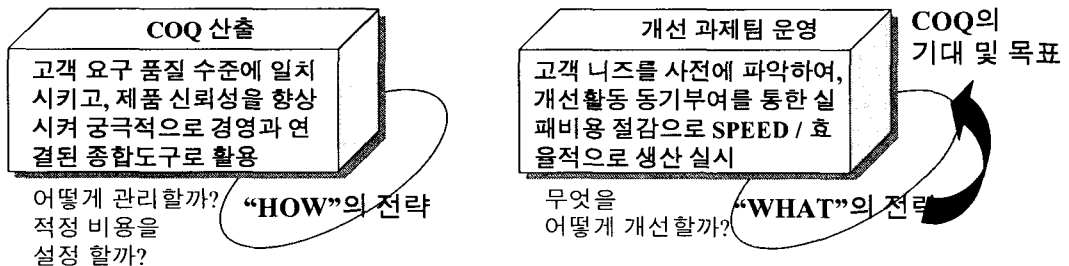 COQ 산출
고객 요구 품질 수준에 일치
시키고, 제품 신뢰성을 향상
시켜 궁극적으로 경영과 연
결된 종합도구로 활용
어떻게 관리할까?
적정 비용을
설정 할까?
“HOW”의 전략
개선 과제팀 운영
고객 니즈를 사전에 파악하여,
개선활동 동기부여를 통한 실
패비용 절감으로 SPEED / 효
율적으로 생산 실시
무엇을
어떻게 개선할까?
“WHAT”의 전략
COQ의
기대 및 목표